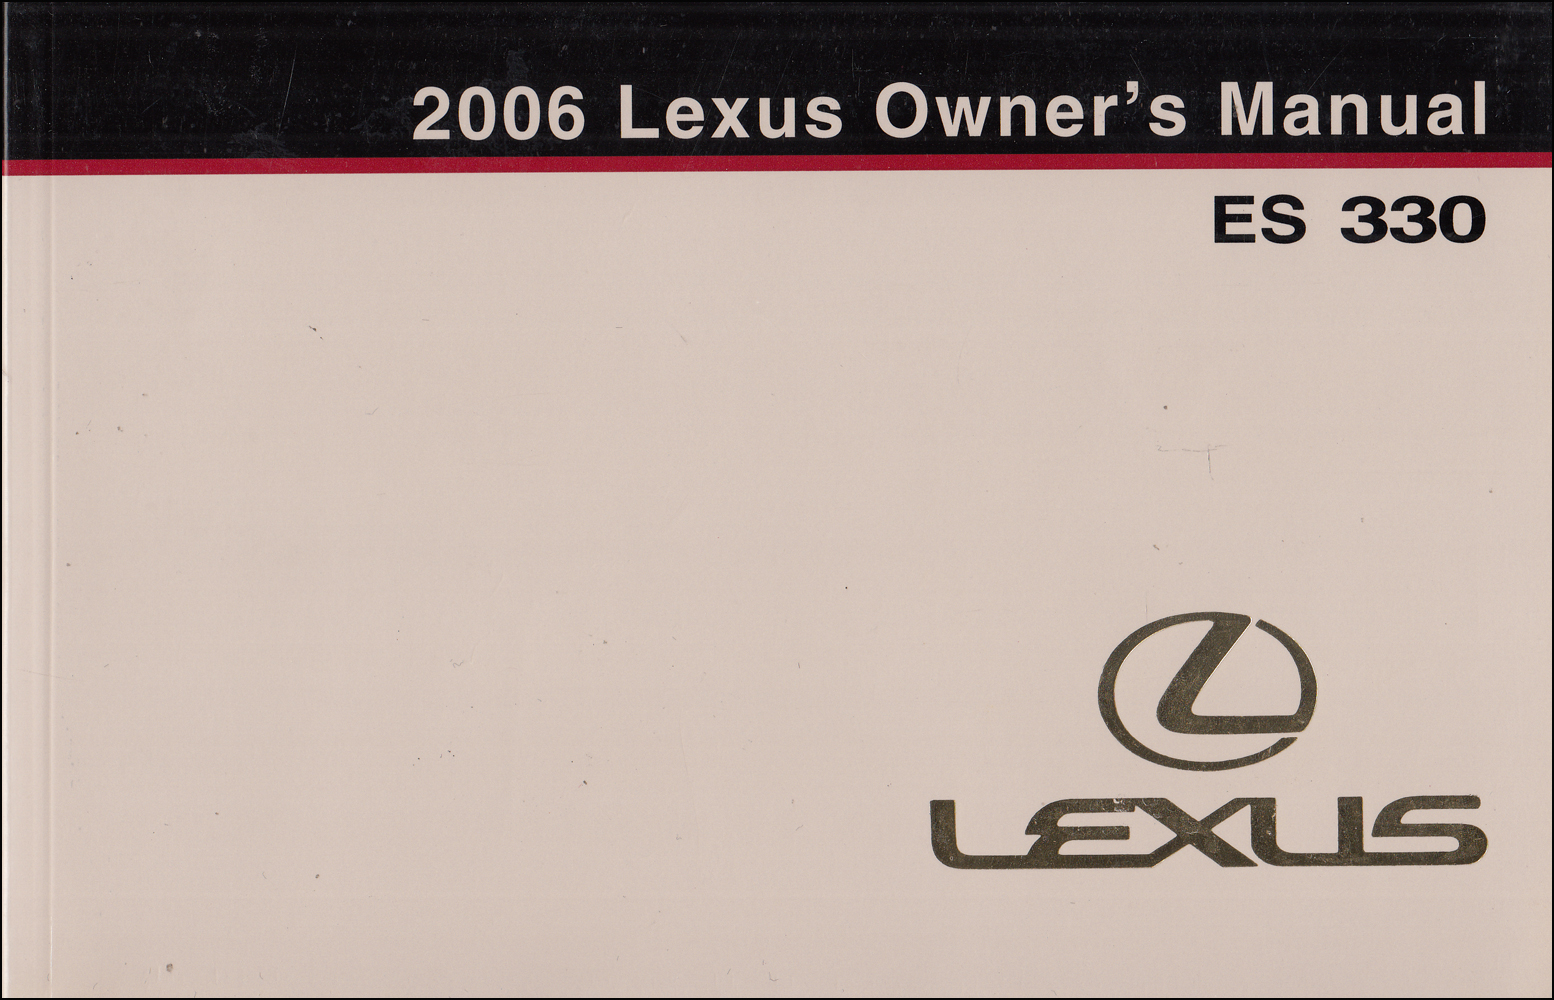 2006 Lexus Owner's Manual
ES 330
LEXUS